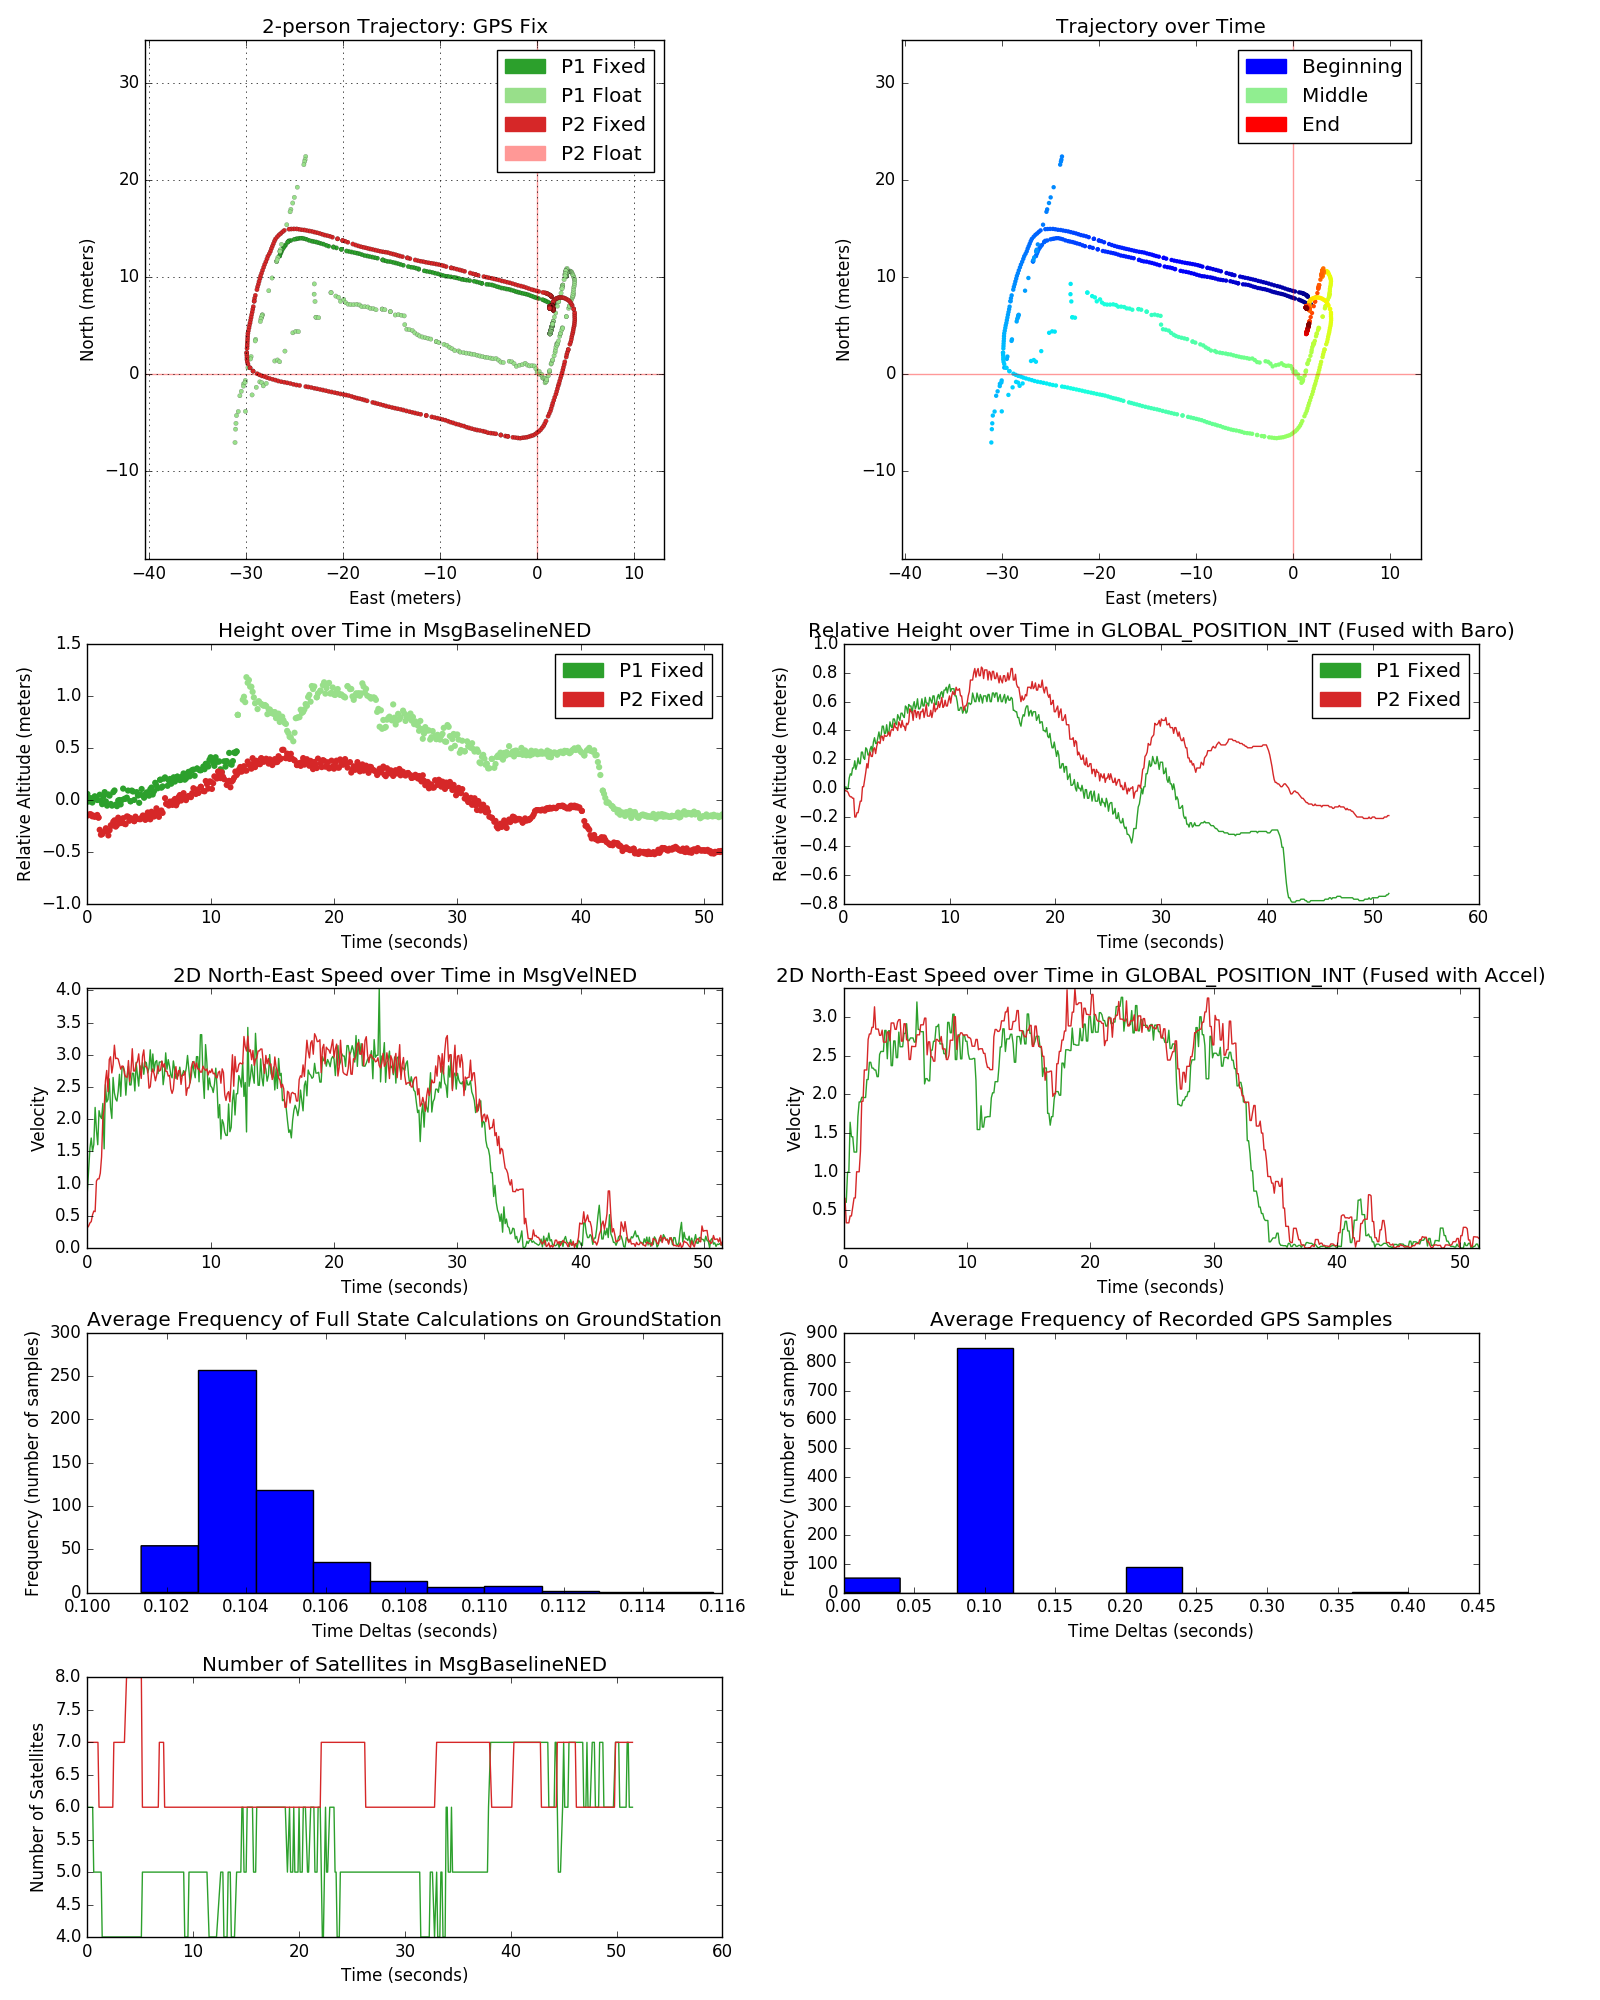 2-person Trajectory: GPS Fix
P1 Fixed
P1 Float
P2 Fixed
P2 Float
30
20
10
0
−10
North (meters)
−40 −30 −20 −10 0 10
East (meters)
Trajectory over Time
Beginning
Middle
End
30
20
10
0
−10
North (meters)
−40 −30 −20 −10 0 10
East (meters)
Height over Time in MsgBaselineNED
P1 Fixed
P2 Fixed
1.5
1.0
0.5
0.0
−0.5
−1.0
Relative Altitude (meters)
0 10 20 30 40 50
Time (seconds)
Relative Height over Time in GLOBAL_POSITION_INT (Fused with Baro)
P1 Fixed
P2 Fixed
1.0
0.8
0.6
0.4
0.2
0.0
−0.2
−0.4
−0.6
−0.8
Relative Altitude (meters)
0 10 20 30 40 50 60
Time (seconds)
2D North-East Speed over Time in MsgVelNED
4.0
3.5
3.0
2.5
2.0
1.5
1.0
0.5
0.0
Velocity
0 10 20 30 40 50
Time (seconds)
2D North-East Speed over Time in GLOBAL_POSITION_INT (Fused with Accel)
3.0
2.5
2.0
1.5
1.0
0.5
Velocity
0 10 20 30 40 50
Time (seconds)
Average Frequency of Full State Calculations on GroundStation
300
250
200
150
100
50
0
Frequency (number of samples)
0.100 0.102 0.104 0.106 0.108 0.110 0.112 0.114 0.116
Time Deltas (seconds)
Average Frequency of Recorded GPS Samples
900
800
700
600
500
400
300
200
100
0
Frequency (number of samples)
0.00 0.05 0.10 0.15 0.20 0.25 0.30 0.35 0.40 0.45
Time Deltas (seconds)
Number of Satellites in MsgBaselineNED
8.0
7.5
7.0
6.5
6.0
5.5
5.0
4.5
4.0
Number of Satellites
0 10 20 30 40 50 60
Time (seconds)